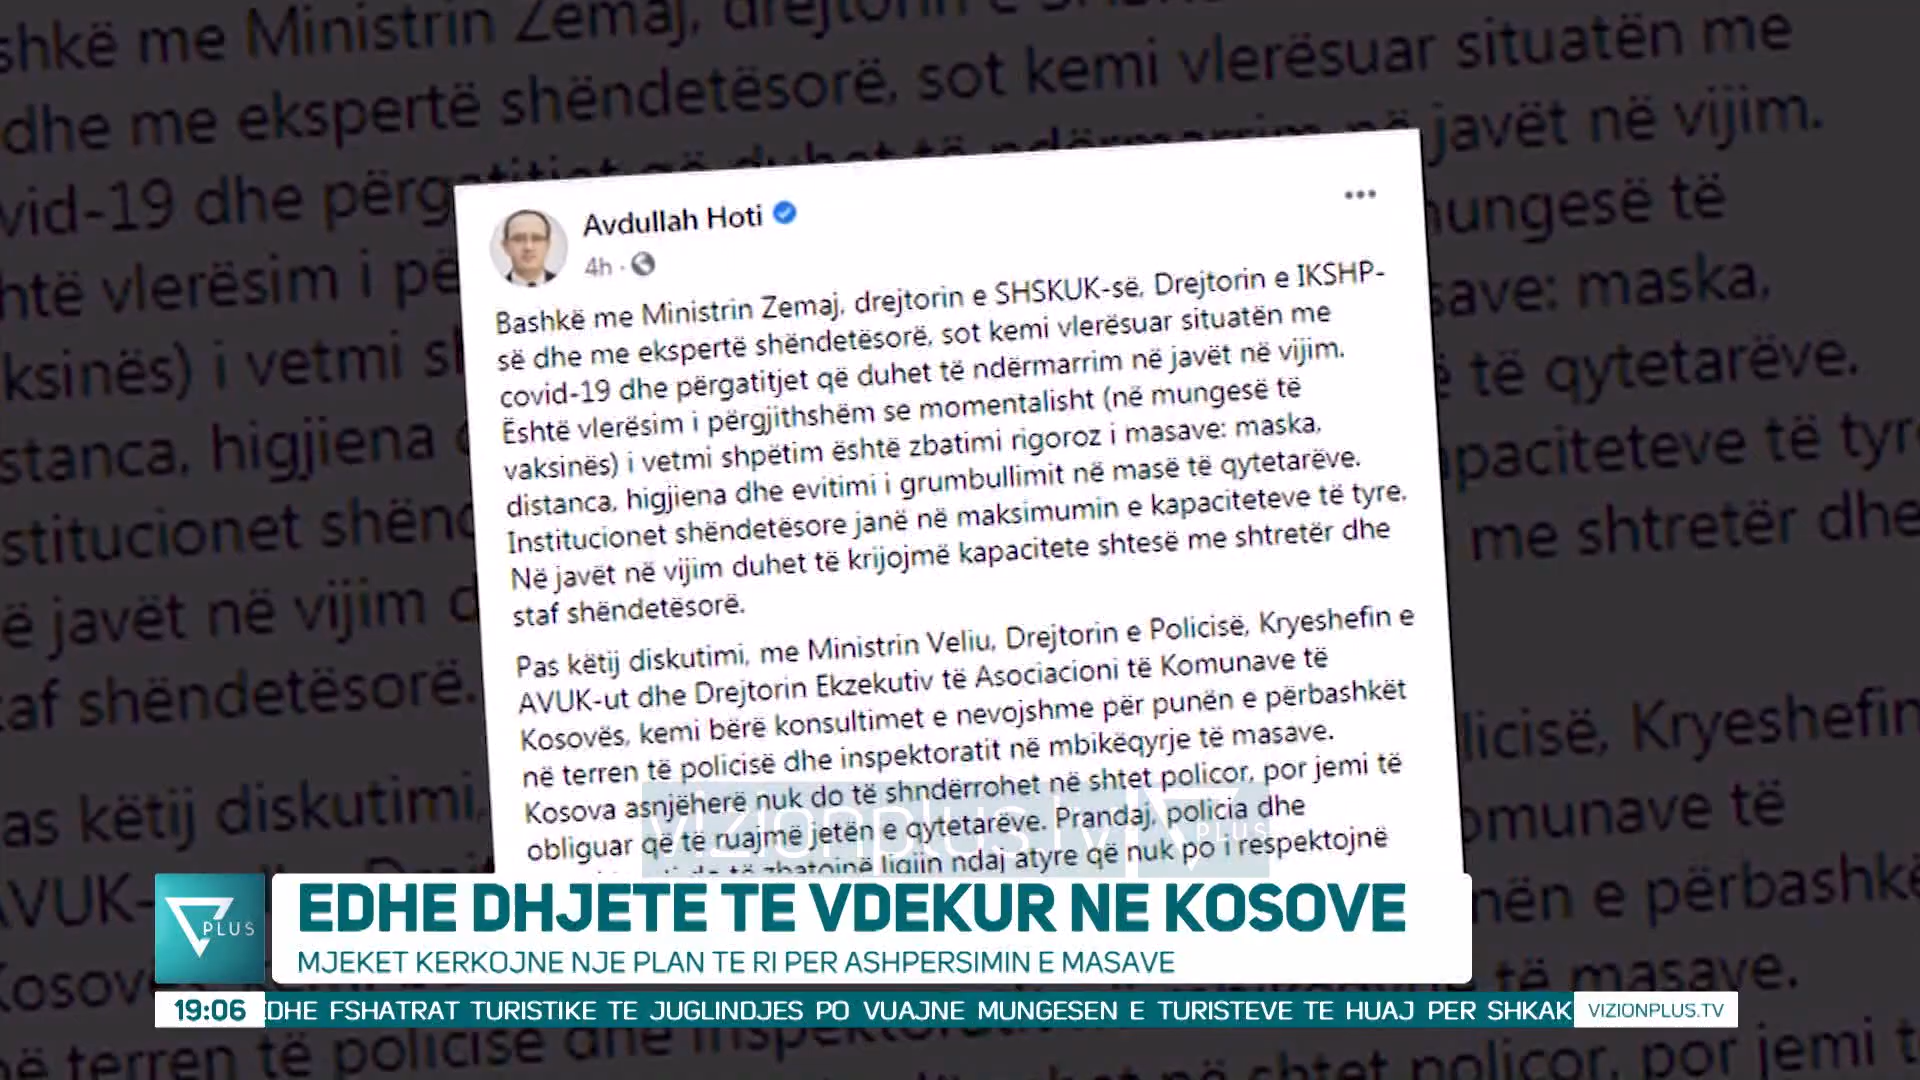 Avdullah Hoti
4h ·
Bashkë me Ministrin Zemaj, drejtorin e SHSKUK-së, Drejtorin e IKSHP-
së dhe me ekspertë shëndetësorë, sot kemi vlerësuar situatën me
covid-19 dhe përgatitjet që duhet të ndërmarrim në javët në vijim.
Është vlerësim i përgjithshëm se momentalisht (në mungesë të
vaksinës) i vetmi shpëtim është zbatimi rigoroz i masave: maska,
distanca, higjiena dhe evitimi i grumbullimit në masë të qytetarëve.
Institucionet shëndetësore janë në maksimumin e kapaciteteve të tyre.
Në javët në vijim duhet të krijojmë kapacitete shtesë me shtretër dhe
staf shëndetësorë.
Pas këtij diskutimi, me Ministrin Veliu, Drejtorin e Policisë, Kryeshefin e
AVUK-ut dhe Drejtorin Ekzekutiv të Asociacioni të Komunave të
Kosovës, kemi bërë konsultimet e nevojshme për punën e përbashkët
në terren të policisë dhe inspektoratit në mbikëqyrje të masave.
Kosova asnjëherë nuk do të shndërrohet në shtet policor, por jemi të
obliguar që të ruajmë jetën e qytetarëve. Prandaj, policia dhe
do të zbatojnë ligjin ndaj atyre që nuk po i respektojnë
vizionplus.tv PLUS
PLUS
EDHE DHJETE TE VDEKUR NE KOSOVE
MJEKET KERKOJNE NJE PLAN TE RI PER ASHPERSIMIN E MASAVE
19:06 EDHE FSHATRAT TURISTIKE TE JUGLINDJES PO VUAJNE MUNGESEN E TURISTEVE TE HUAJ PER SHKAK VIZIONPLUS.TV